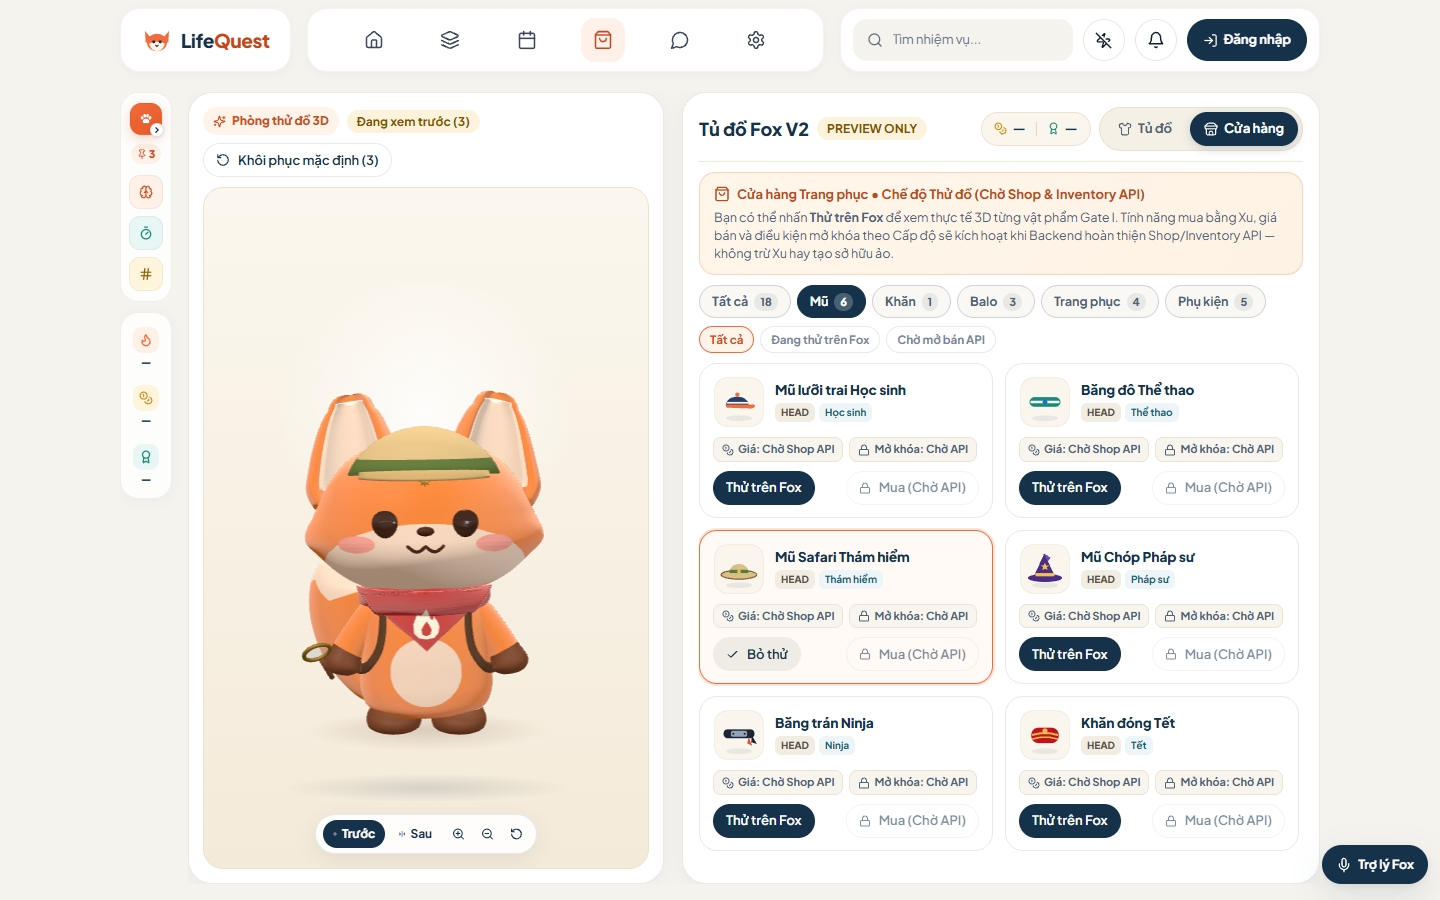 LifeQuest
Tìm nhiệm vụ...
Đăng nhập
3
Phòng thử đồ 3D
Đang xem trước (3)
Khôi phục mặc định (3)
Trước
Sau
Tủ đồ Fox V2
PREVIEW ONLY
Tủ đồ
Cửa hàng
Cửa hàng Trang phục • Chế độ Thử đồ (Chờ Shop & Inventory API)
Bạn có thể nhấn Thử trên Fox để xem thực tế 3D từng vật phẩm Gate I. Tính năng mua bằng Xu, giá
bán và điều kiện mở khóa theo Cấp độ sẽ kích hoạt khi Backend hoàn thiện Shop/Inventory API —
không trừ Xu hay tạo sở hữu ảo.
Tất cả 18
Mũ 6
Khăn 1
Balo 3
Trang phục 4
Phụ kiện 5
Tất cả
Đang thử trên Fox
Chờ mở bán API
Mũ lưỡi trai Học sinh
HEAD Học sinh
Giá: Chờ Shop API
Mở khóa: Chờ API
Thử trên Fox
Mua (Chờ API)
Băng đô Thể thao
HEAD Thể thao
Giá: Chờ Shop API
Mở khóa: Chờ API
Thử trên Fox
Mua (Chờ API)
Mũ Safari Thám hiểm
HEAD Thám hiểm
Giá: Chờ Shop API
Mở khóa: Chờ API
Bỏ thử
Mua (Chờ API)
Mũ Chóp Pháp sư
HEAD Pháp sư
Giá: Chờ Shop API
Mở khóa: Chờ API
Thử trên Fox
Mua (Chờ API)
Băng trán Ninja
HEAD Ninja
Giá: Chờ Shop API
Mở khóa: Chờ API
Thử trên Fox
Mua (Chờ API)
Khăn đóng Tết
HEAD Tết
Giá: Chờ Shop API
Mở khóa: Chờ API
Thử trên Fox
Mua (Chờ API)
Trợ lý Fox